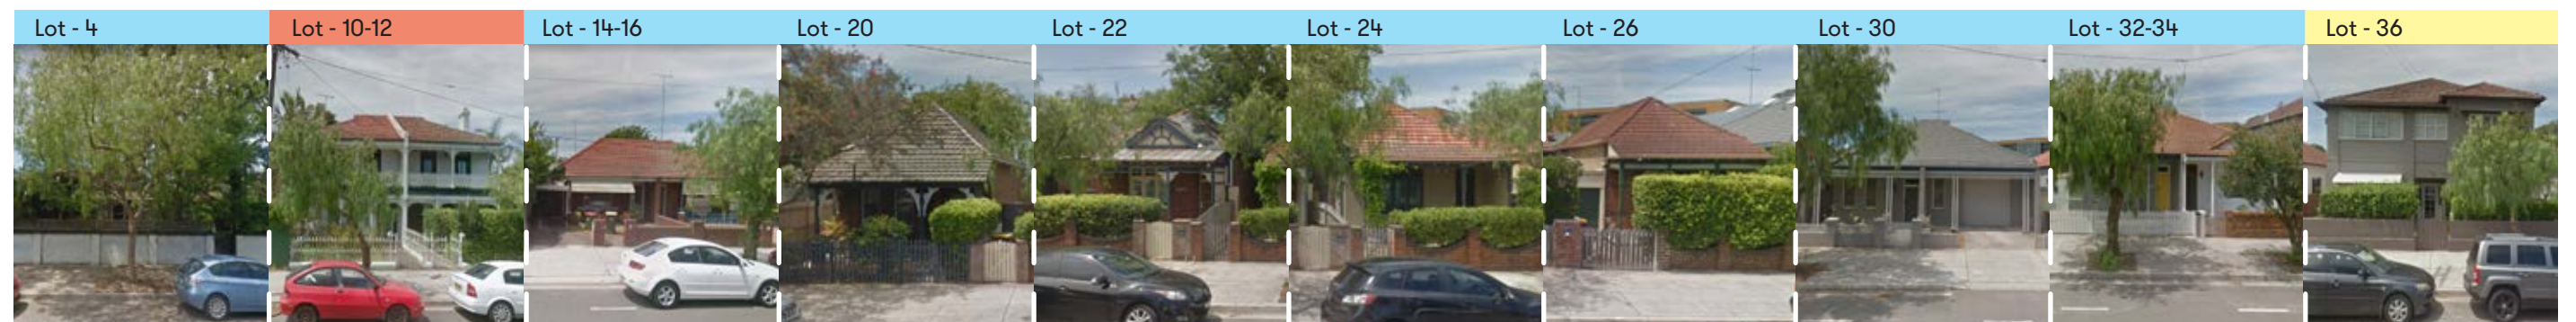 Lot - 4
Lot - 10-12
Lot - 14-16
Lot - 20
Lot - 22
Lot - 24
Lot - 26
Lot - 30
Lot - 32-34
Lot - 36